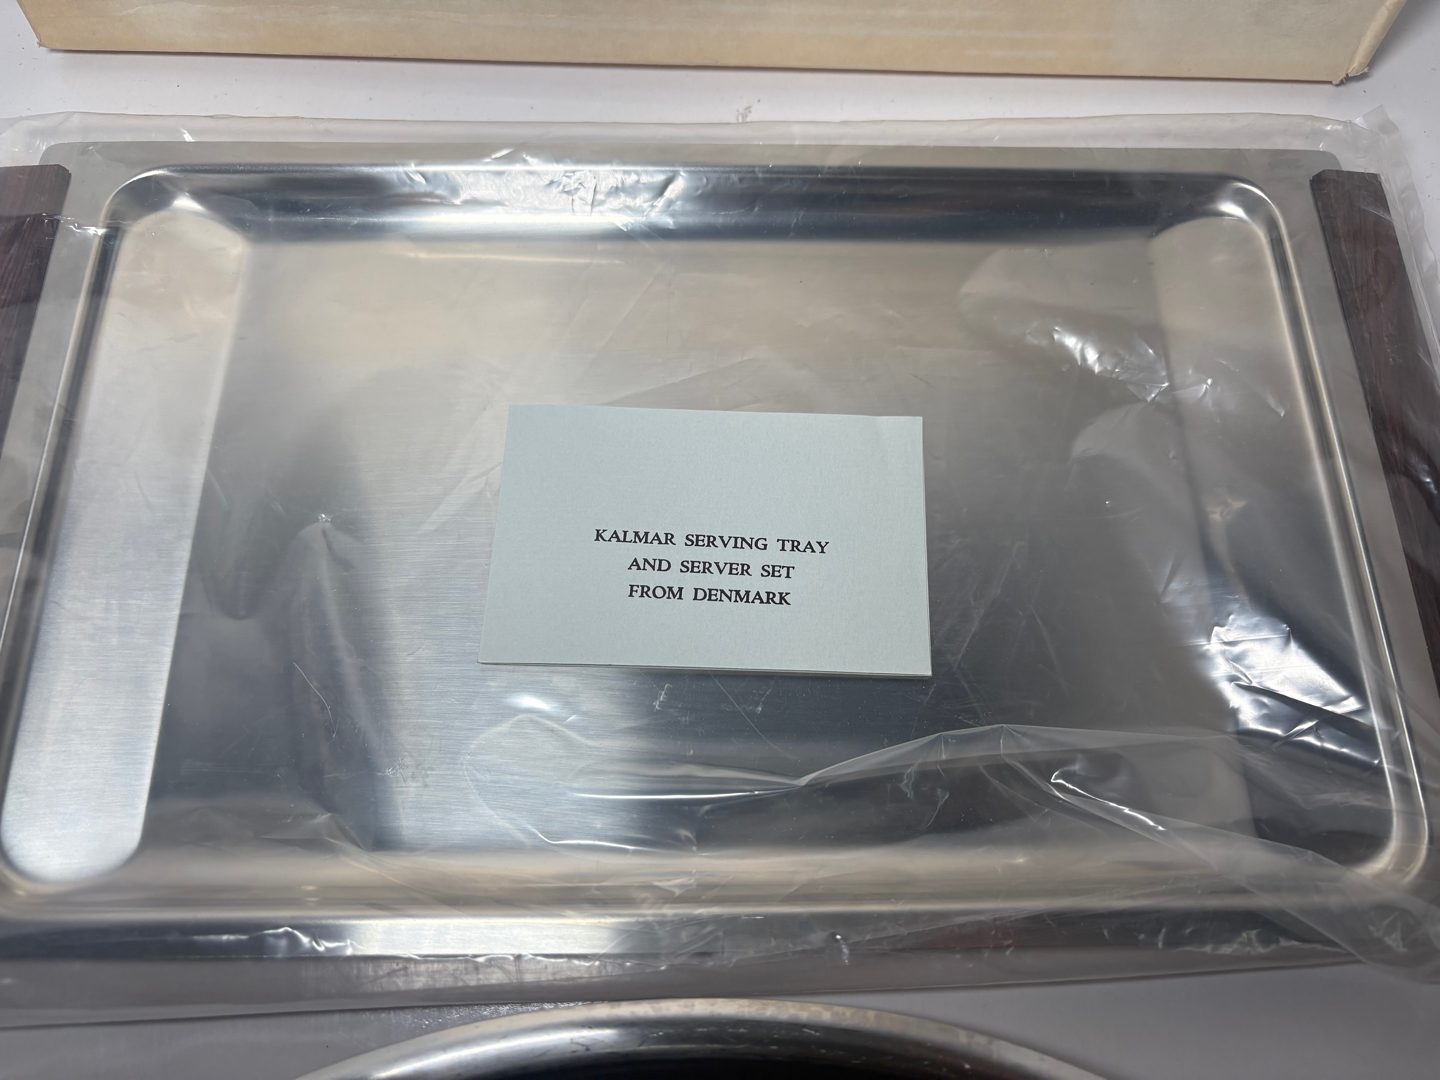 KALMAR SERVING TRAY
AND SERVER SET
FROM DENMARK